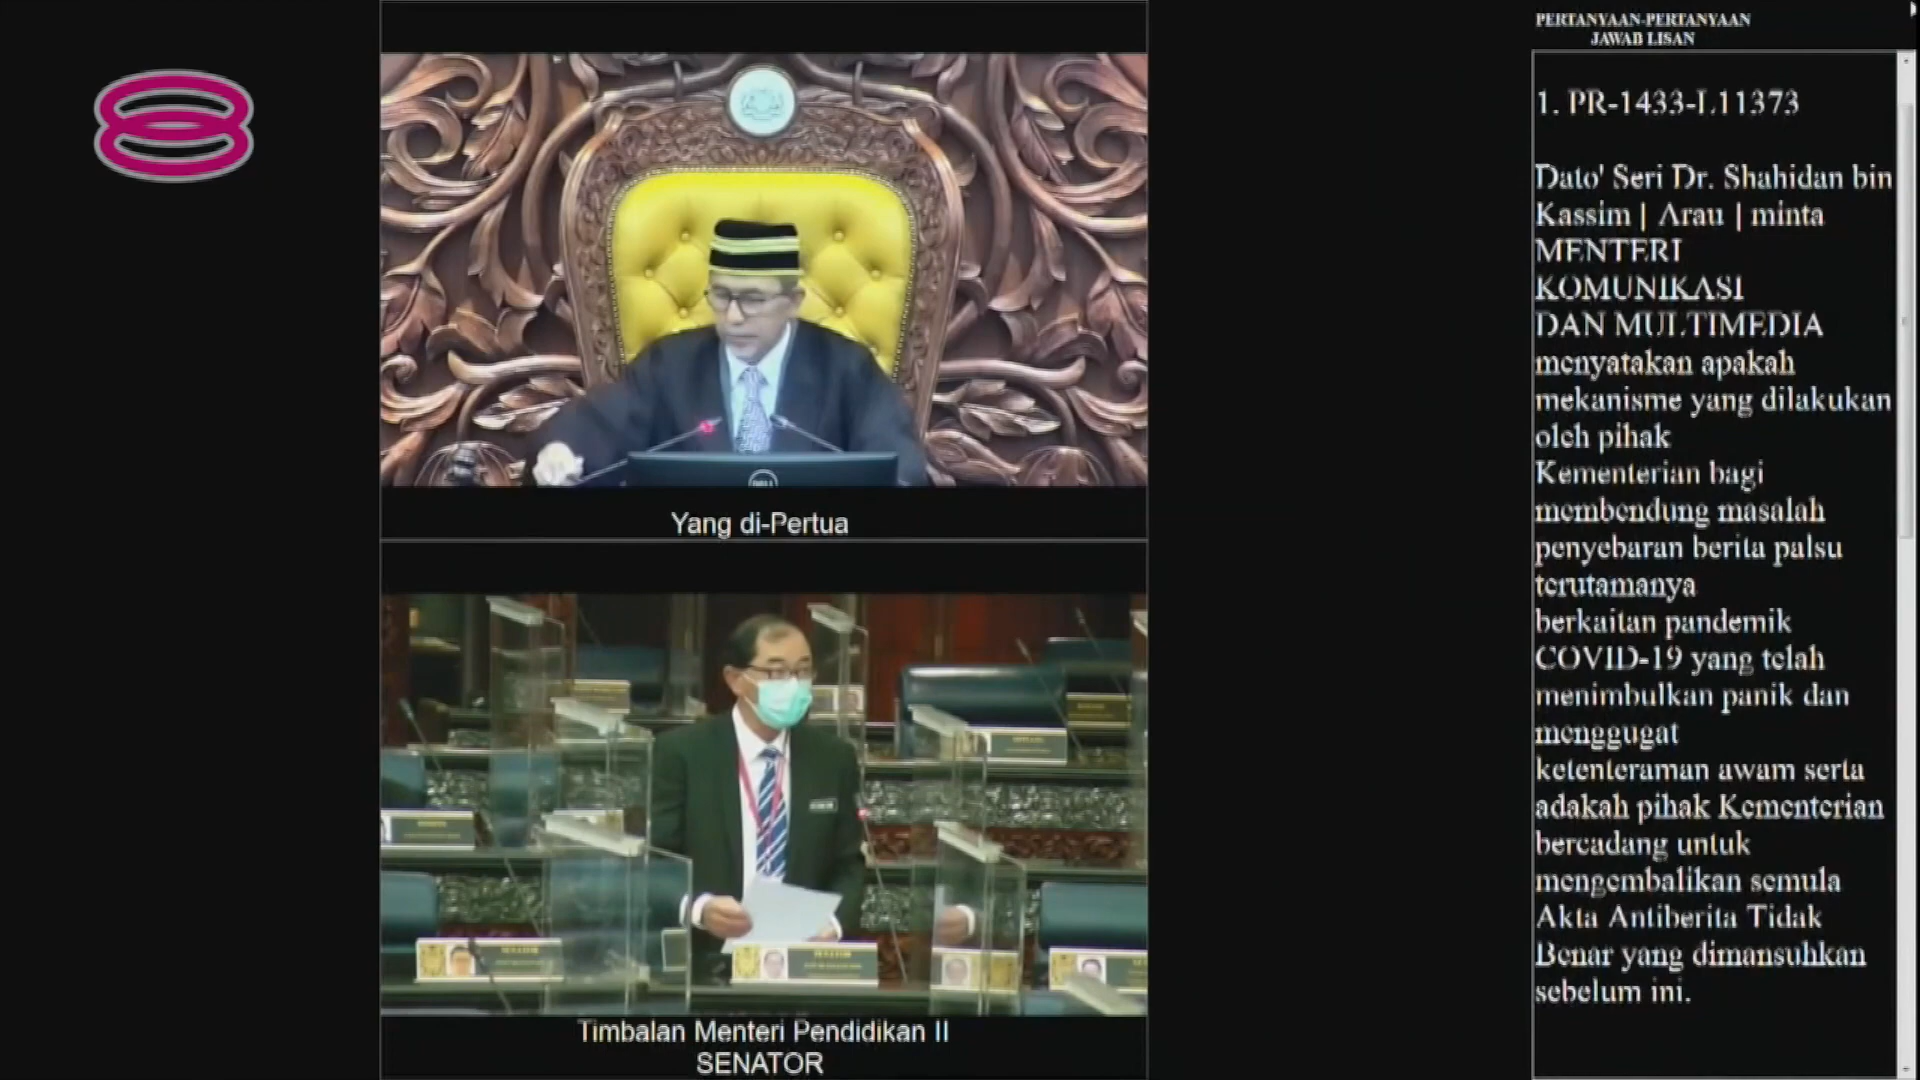 PERTANYAAN-PERTANYAAN
JAWAB LISAN
1. PR-1433-L11373
Dato' Seri Dr. Shahidan bin
Kassim | Arau | minta
MENTERI
KOMUNIKASI
DAN MULTIMEDIA
menyatakan apakah
mekanisme yang dilakukan
oleh pihak
Kementerian bagi
membendung masalah
penyebaran berita palsu
terutamanya
berkaitan pandemik
COVID-19 yang telah
menimbulkan panik dan
menggugat
ketenteraman awam serta
adakah pihak Kementerian
bercadang untuk
mengembalikan semula
Akta Antiberita Tidak
Benar yang dimansuhkan
sebelum ini.
DELL
Yang di-Pertua
SENATOR
SENATOR
Timbalan Menteri Pendidikan II
SENATOR